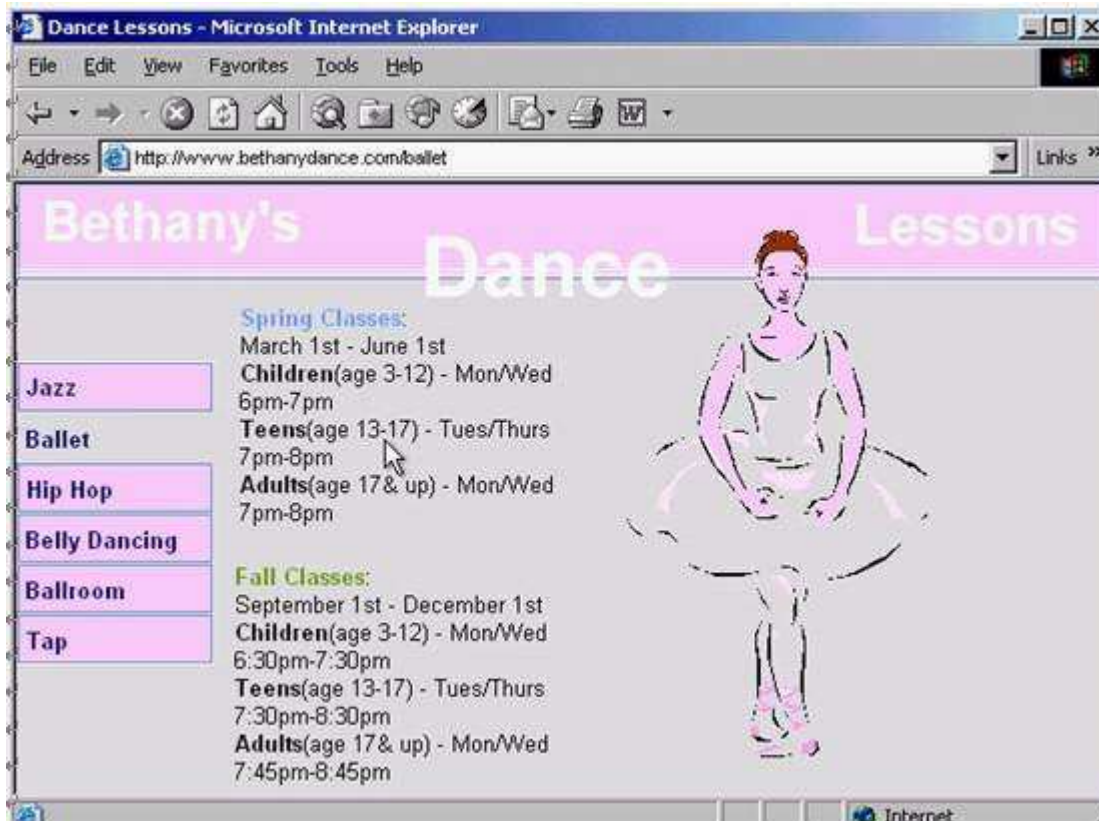 Dance Lessons - Microsoft Internet Explorer
File Edit View Favorites Tools Help
Address http://www.bethanydance.com/ballet Links »
Bethany's Dance Lessons
Spring Classes:
March 1st - June 1st
Children(age 3-12) - Mon/Wed
6pm-7pm
Teens(age 13-17) - Tues/Thurs
7pm-8pm
Adults(age 17& up) - Mon/Wed
7pm-8pm
Jazz
Ballet
Hip Hop
Belly Dancing
Ballroom
Tap
Fall Classes:
September 1st - December 1st
Children(age 3-12) - Mon/Wed
6:30pm-7:30pm
Teens(age 13-17) - Tues/Thurs
7:30pm-8:30pm
Adults(age 17& up) - Mon/Wed
7:45pm-8:45pm
Internet